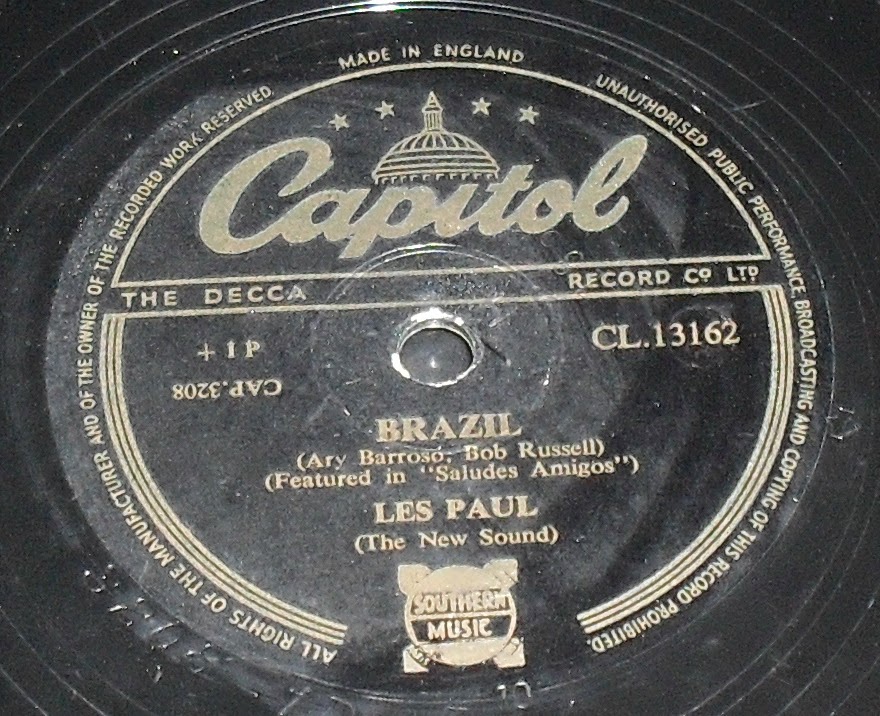 MADE IN ENGLAND
UNAUTHORISED PUBLIC PERFORMANCE, BROADCASTING AND COPYING OF THIS RECORD PROHIBITED.
ALL RIGHTS OF THE MANUFACTURER AND OF THE OWNER OF THE RECORDED WORK RESERVED
Capitol
THE DECCA RECORD Co LTD
+ 1 P
CL.13162
CAP.3208
BRAZIL
(Ary Barroso, Bob Russell)
(Featured in "Saludes Amigos")
LES PAUL
(The New Sound)
SOUTHERN
MUSIC